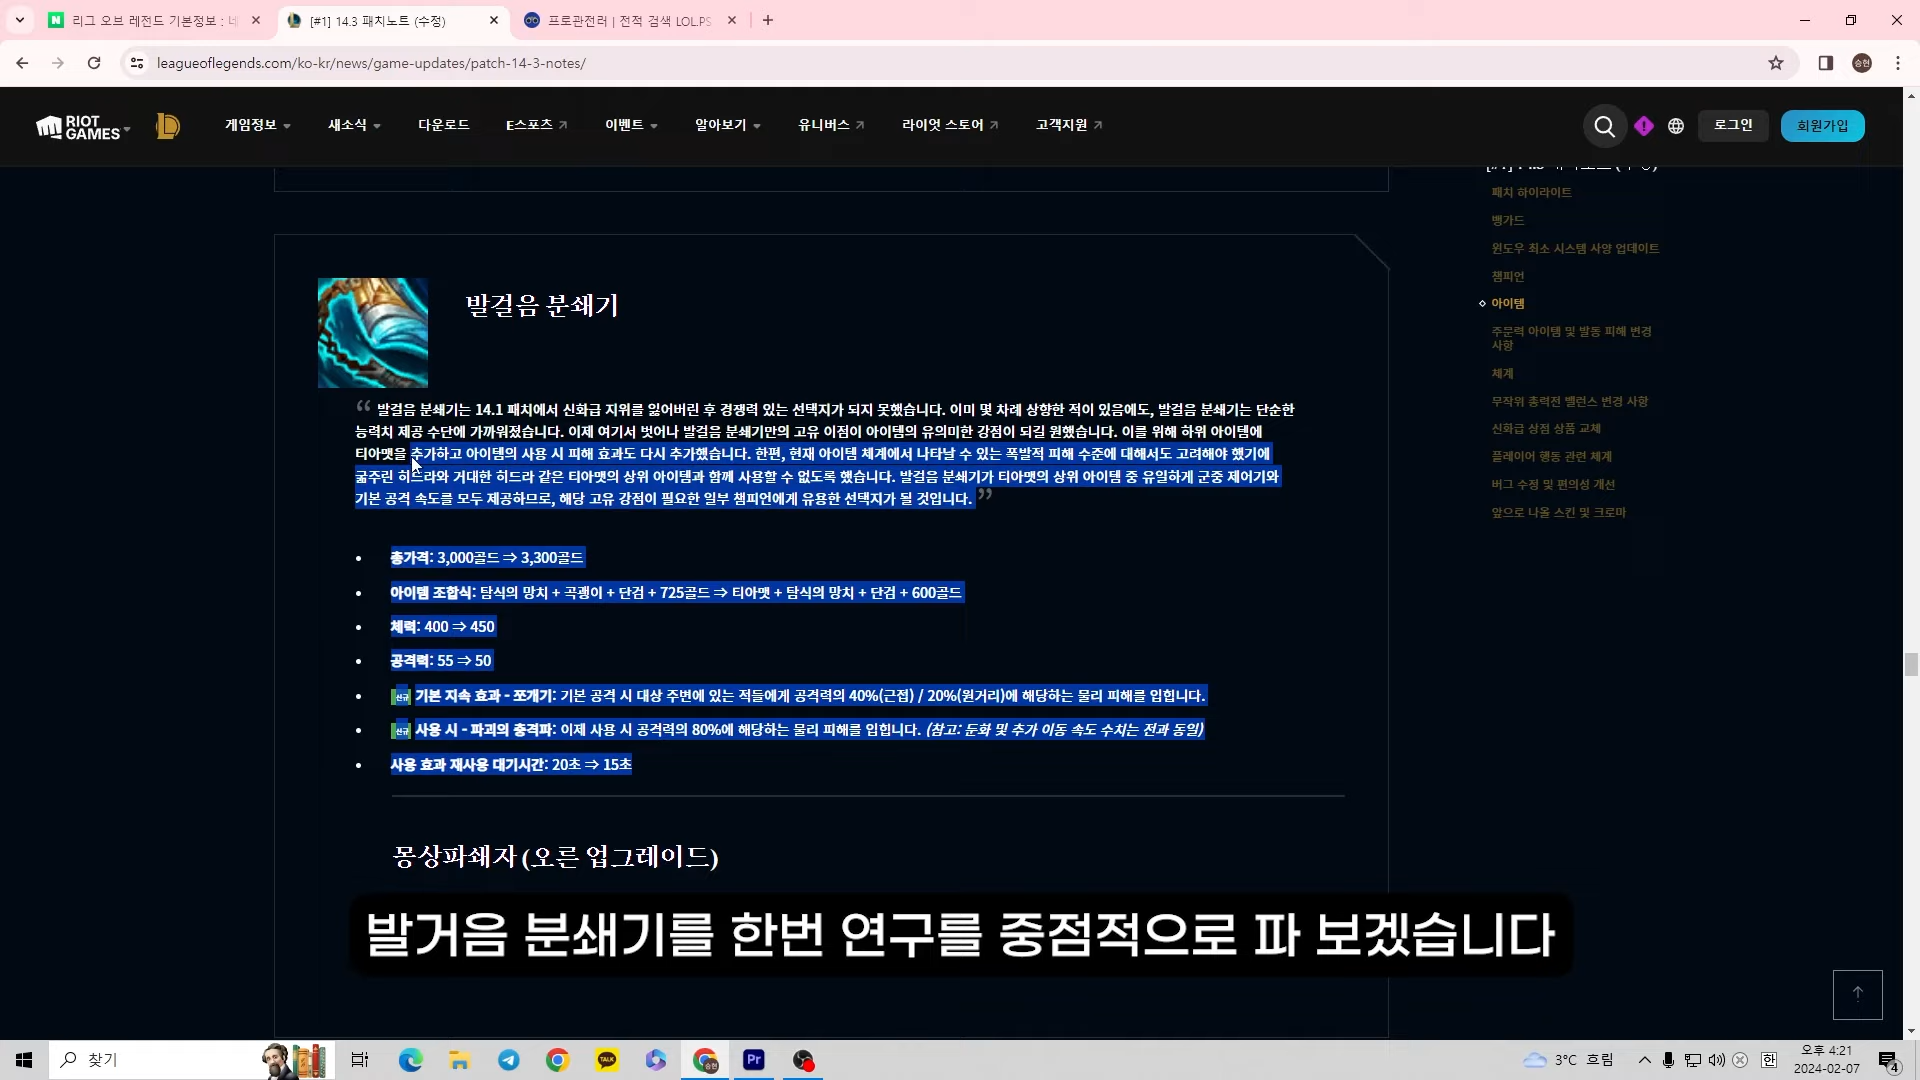 리그 오브 레전드 기본정보 : 네
[#1] 14.3 패치노트 (수정)
프로관전러 | 전적 검색 LOL.PS
leagueoflegends.com/ko-kr/news/game-updates/patch-14-3-notes/
승현
RIOT GAMES
게임정보
새소식
다운로드
E스포츠
이벤트
알아보기
유니버스
라이엇 스토어
고객지원
로그인
회원가입
[#1] 14.3 패치노트 (수정)
패치 하이라이트
뱅가드
윈도우 최소 시스템 사양 업데이트
챔피언
아이템
주문력 아이템 및 발동 피해 변경
사항
체계
무작위 총력전 밸런스 변경 사항
신화급 상점 상품 교체
플레이어 행동 관련 체계
버그 수정 및 편의성 개선
앞으로 나올 스킨 및 크로마
발걸음 분쇄기
“ 발걸음 분쇄기는 14.1 패치에서 신화급 지위를 잃어버린 후 경쟁력 있는 선택지가 되지 못했습니다. 이미 몇 차례 상향한 적이 있음에도, 발걸음 분쇄기는 단순한
능력치 제공 수단에 가까워졌습니다. 이제 여기서 벗어나 발걸음 분쇄기만의 고유 이점이 아이템의 유의미한 강점이 되길 원했습니다. 이를 위해 하위 아이템에
티아맷을 추가하고 아이템의 사용 시 피해 효과도 다시 추가했습니다. 한편, 현재 아이템 체계에서 나타날 수 있는 폭발적 피해 수준에 대해서도 고려해야 했기에
굶주린 히드라와 거대한 히드라 같은 티아맷의 상위 아이템과 함께 사용할 수 없도록 했습니다. 발걸음 분쇄기가 티아맷의 상위 아이템 중 유일하게 군중 제어기와
기본 공격 속도를 모두 제공하므로, 해당 고유 강점이 필요한 일부 챔피언에게 유용한 선택지가 될 것입니다. ”
• 총가격: 3,000골드 ⇒ 3,300골드
• 아이템 조합식: 탐식의 망치 + 곡괭이 + 단검 + 725골드 ⇒ 티아맷 + 탐식의 망치 + 단검 + 600골드
• 체력: 400 ⇒ 450
• 공격력: 55 ⇒ 50
• 신규 기본 지속 효과 - 쪼개기: 기본 공격 시 대상 주변에 있는 적들에게 공격력의 40%(근접) / 20%(원거리)에 해당하는 물리 피해를 입힙니다.
• 신규 사용 시 - 파괴의 충격파: 이제 사용 시 공격력의 80%에 해당하는 물리 피해를 입힙니다. (참고: 둔화 및 추가 이동 속도 수치는 전과 동일)
• 사용 효과 재사용 대기시간: 20초 ⇒ 15초
몽상파쇄자 (오른 업그레이드)
발거음 분쇄기를 한번 연구를 중점적으로 파 보겠습니다
찾기
TALK
승현
Pr
3°C 흐림
한
오후 4:21
2024-02-07
4